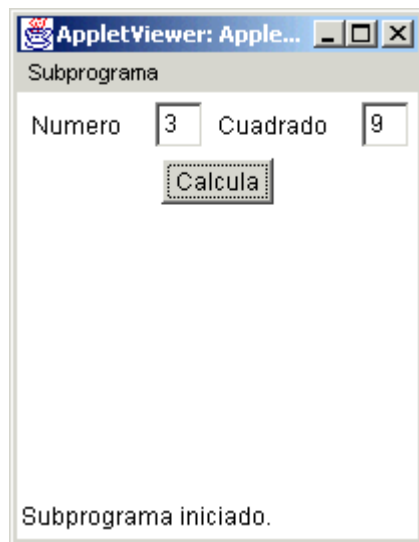 AppletViewer: Apple...
Subprograma
Numero 3 Cuadrado 9
Calcula
Subprograma iniciado.